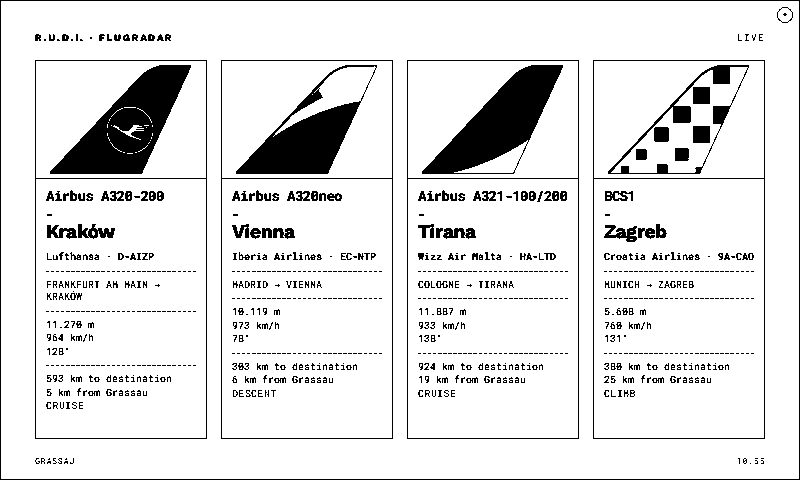 R.U.D.I. · FLUGRADAR
LIVE
Airbus A320-200
-
Kraków
Lufthansa · D-AIZP
FRANKFURT AM MAIN →
KRAKÓW
11.270 m
964 km/h
128°
593 km to destination
5 km from Grassau
CRUISE
Airbus A320neo
-
Vienna
Iberia Airlines · EC-NTP
MADRID → VIENNA
10.119 m
973 km/h
78°
303 km to destination
6 km from Grassau
DESCENT
Airbus A321-100/200
-
Tirana
Wizz Air Malta · HA-LTD
COLOGNE → TIRANA
11.887 m
933 km/h
138°
924 km to destination
19 km from Grassau
CRUISE
BCS1
-
Zagreb
Croatia Airlines · 9A-CAO
MUNICH → ZAGREB
5.608 m
760 km/h
131°
380 km to destination
25 km from Grassau
CLIMB
GRASSAU
10:55